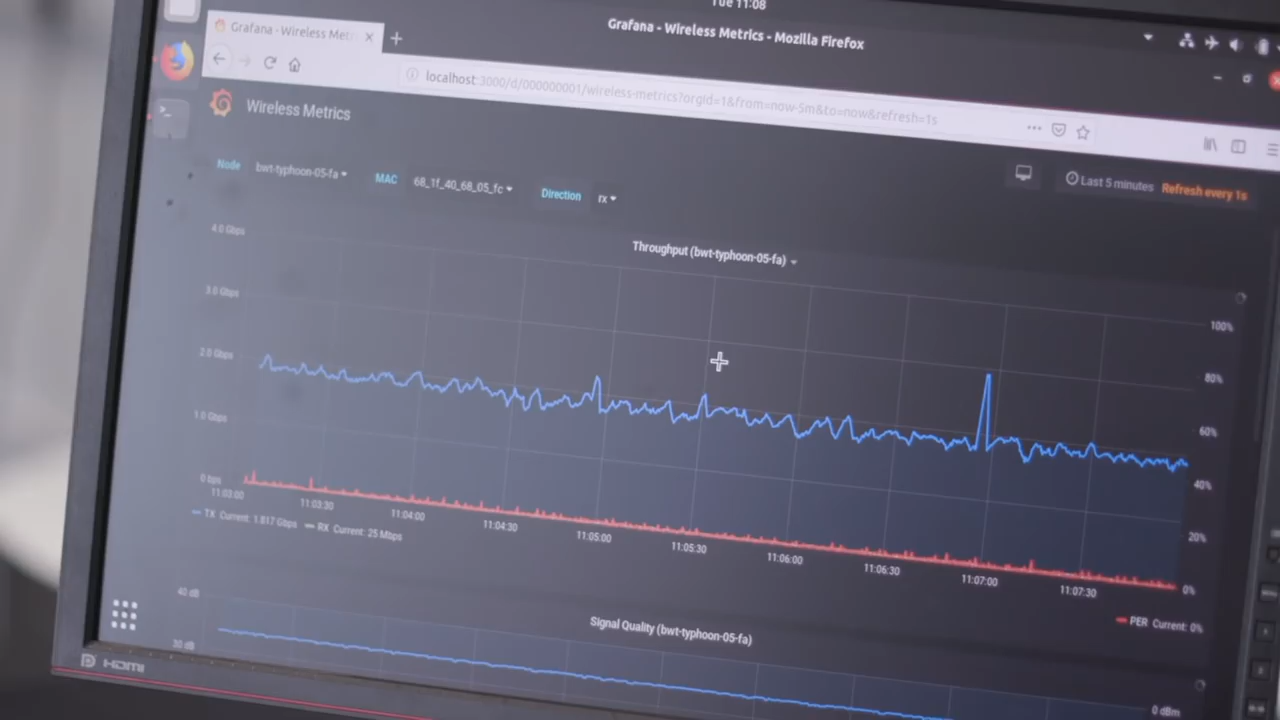 Tue 11:08
Grafana - Wireless Metrics - Mozilla Firefox
Grafana - Wireless Met
localhost:3000/d/000000001/wireless-metrics?orgId=1&from=now-5m&to=now&refresh=1s
Wireless Metrics
Node bwt-typhoon-05-fa MAC 68_1f_40_68_05_fc Direction rx
Last 5 minutes Refresh every 1s
Throughput (bwt-typhoon-05-fa)
4.0 Gbps
3.0 Gbps
2.0 Gbps
1.0 Gbps
0 bps
100%
80%
60%
40%
20%
0%
11:03:00 11:03:30 11:04:00 11:04:30 11:05:00 11:05:30 11:06:00 11:06:30 11:07:00 11:07:30
TX Current: 1.817 Gbps RX Current: 25 Mbps
PER Current: 0%
Signal Quality (bwt-typhoon-05-fa)
40 dB
30 dB
0 dBm
HDMI